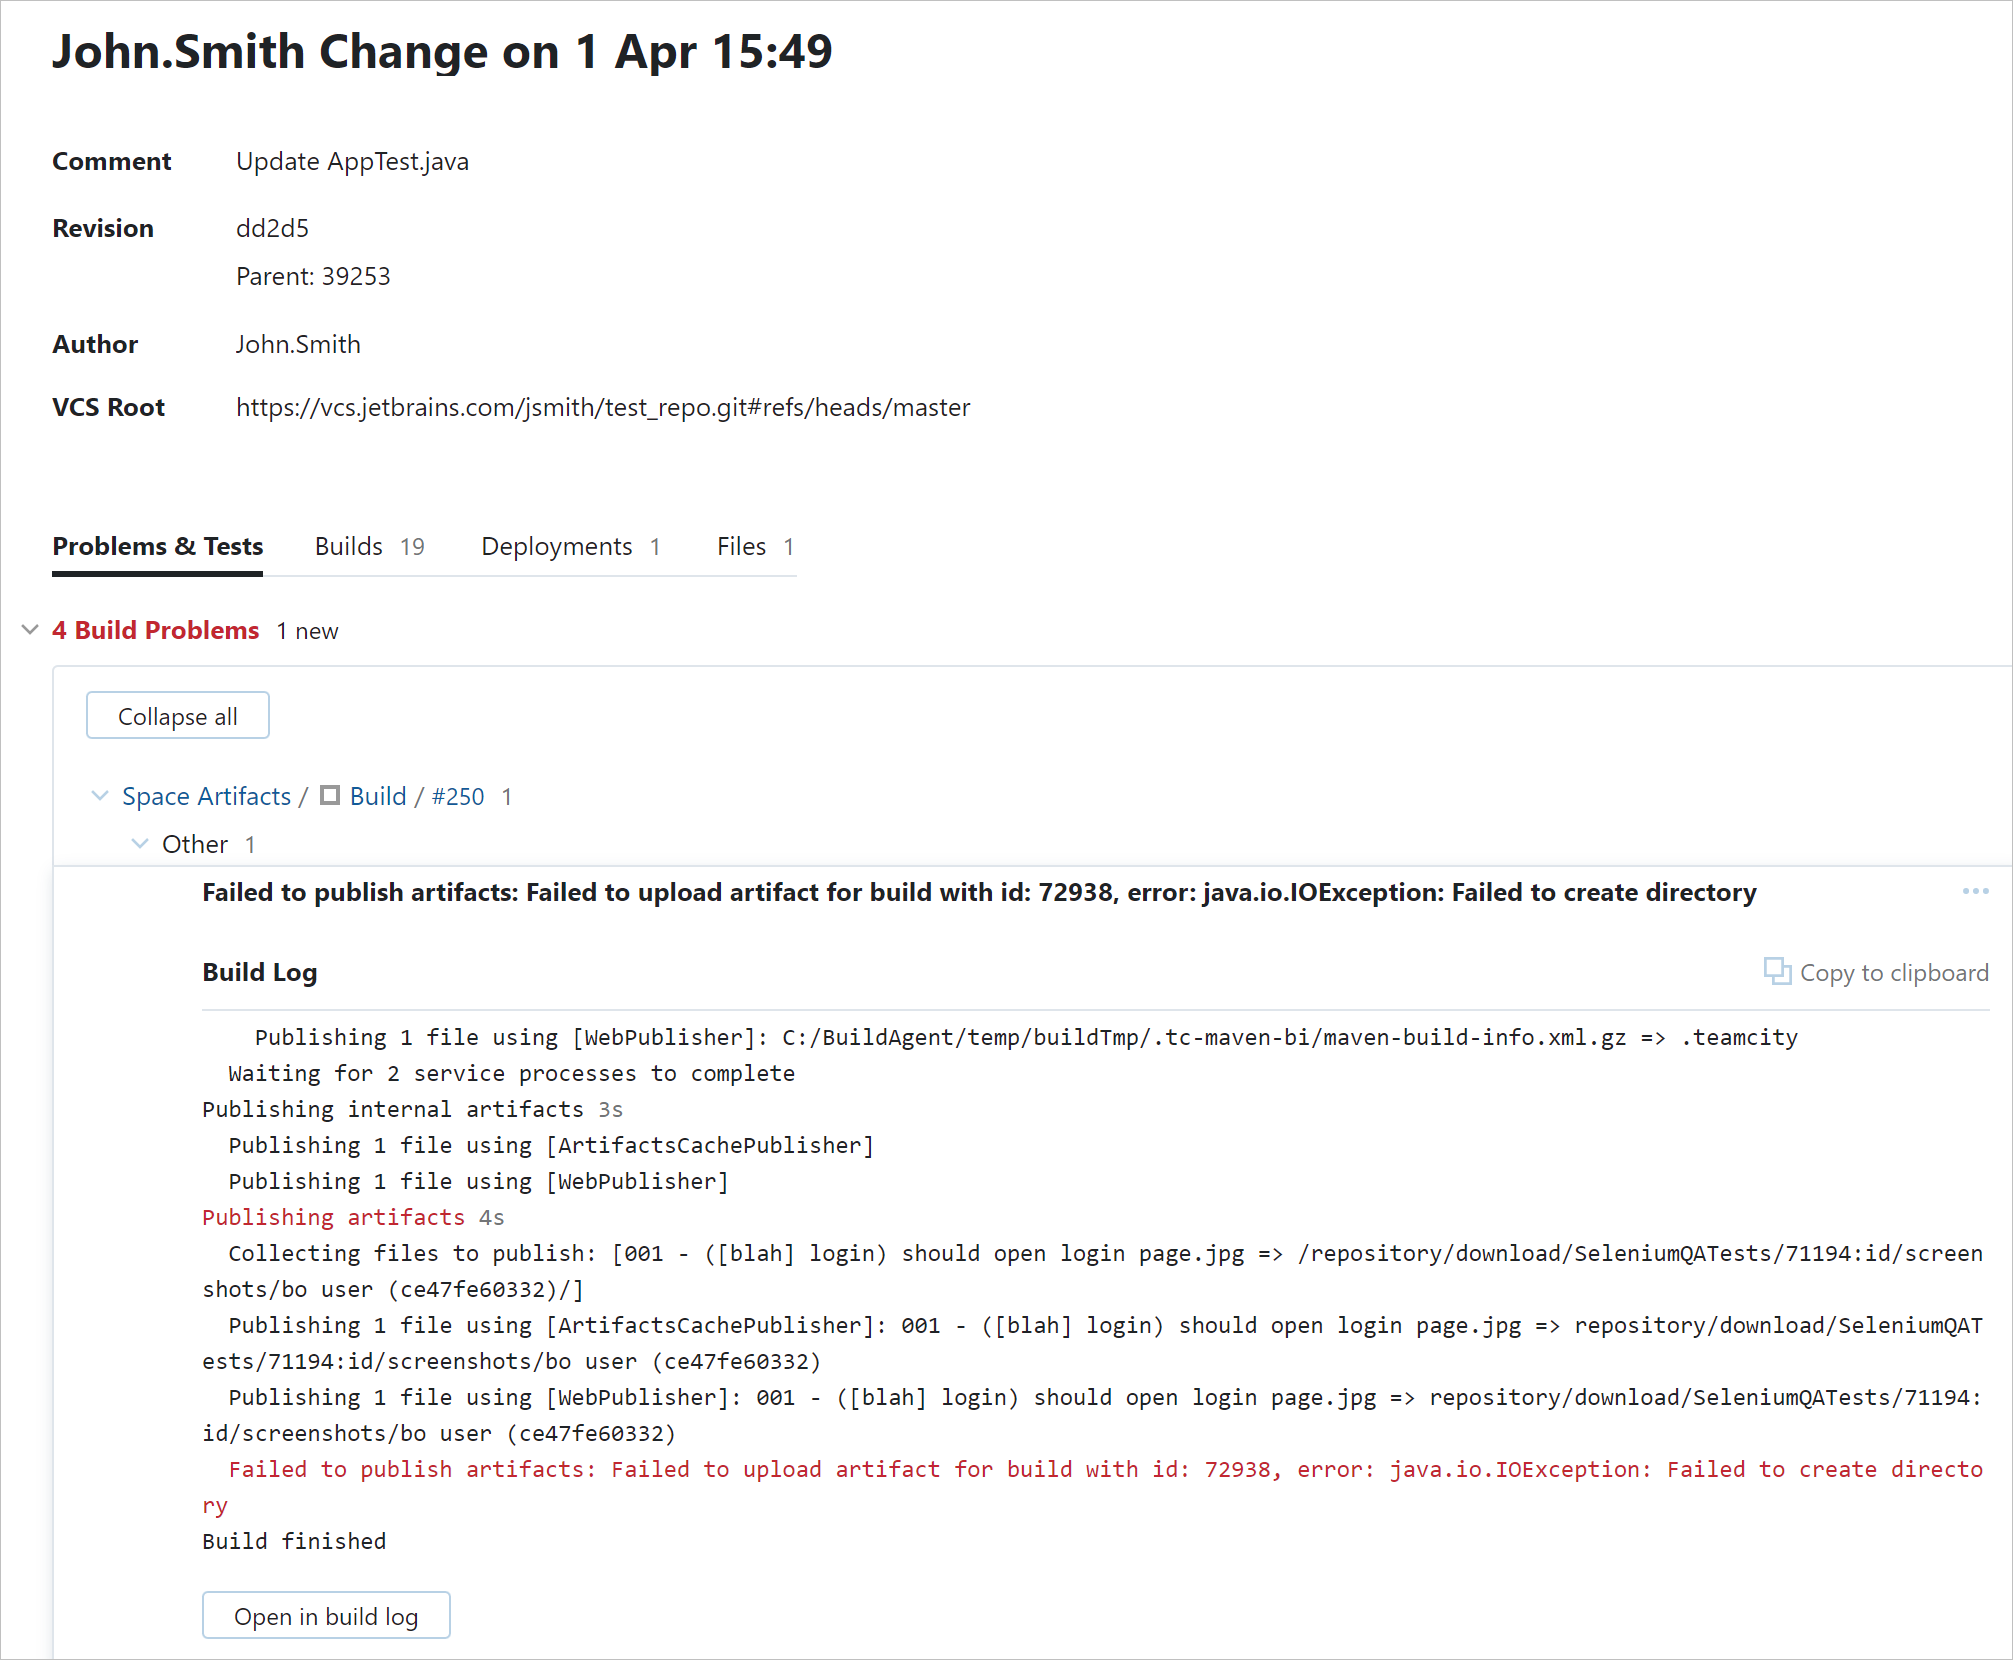 John.Smith Change on 1 Apr 15:49
Comment Update AppTest.java
Revision dd2d5
Parent: 39253
Author John.Smith
VCS Root https://vcs.jetbrains.com/jsmith/test_repo.git#refs/heads/master
Problems & Tests Builds 19 Deployments 1 Files 1
4 Build Problems 1 new
Collapse all
Space Artifacts / Build / #250 1
Other 1
Failed to publish artifacts: Failed to upload artifact for build with id: 72938, error: java.io.IOException: Failed to create directory
Build Log Copy to clipboard
Publishing 1 file using [WebPublisher]: C:/BuildAgent/temp/buildTmp/.tc-maven-bi/maven-build-info.xml.gz => .teamcity
Waiting for 2 service processes to complete
Publishing internal artifacts 3s
Publishing 1 file using [ArtifactsCachePublisher]
Publishing 1 file using [WebPublisher]
Publishing artifacts 4s
Collecting files to publish: [001 - ([blah] login) should open login page.jpg => /repository/download/SeleniumQATests/71194:id/screen
shots/bo user (ce47fe60332)/]
Publishing 1 file using [ArtifactsCachePublisher]: 001 - ([blah] login) should open login page.jpg => repository/download/SeleniumQAT
ests/71194:id/screenshots/bo user (ce47fe60332)
Publishing 1 file using [WebPublisher]: 001 - ([blah] login) should open login page.jpg => repository/download/SeleniumQATests/71194:
id/screenshots/bo user (ce47fe60332)
Failed to publish artifacts: Failed to upload artifact for build with id: 72938, error: java.io.IOException: Failed to create directo
ry
Build finished
Open in build log